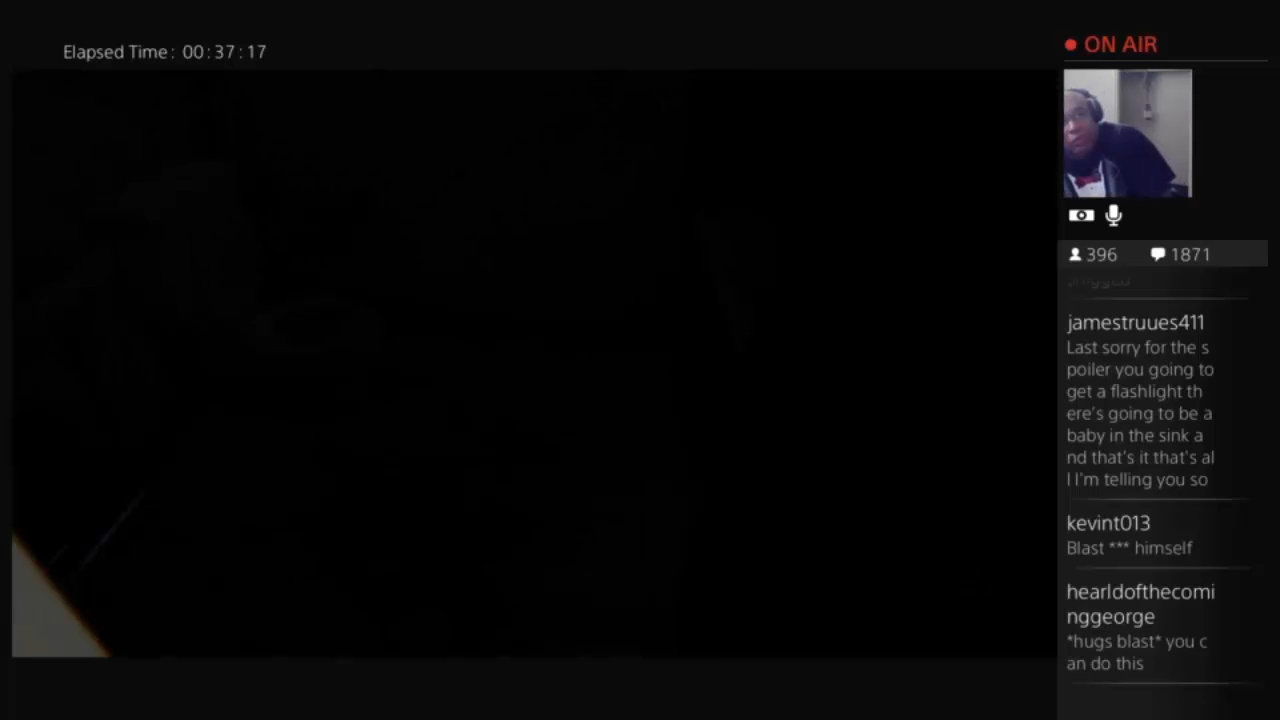 Elapsed Time: 00:37:17
ON AIR
396 1871
jamestruues411
Last sorry for the s
poiler you going to
get a flashlight th
ere's going to be a
baby in the sink a
nd that's it that's al
l I'm telling you so
kevint013
Blast *** himself
hearldofthecomi
nggeorge
*hugs blast* you c
an do this